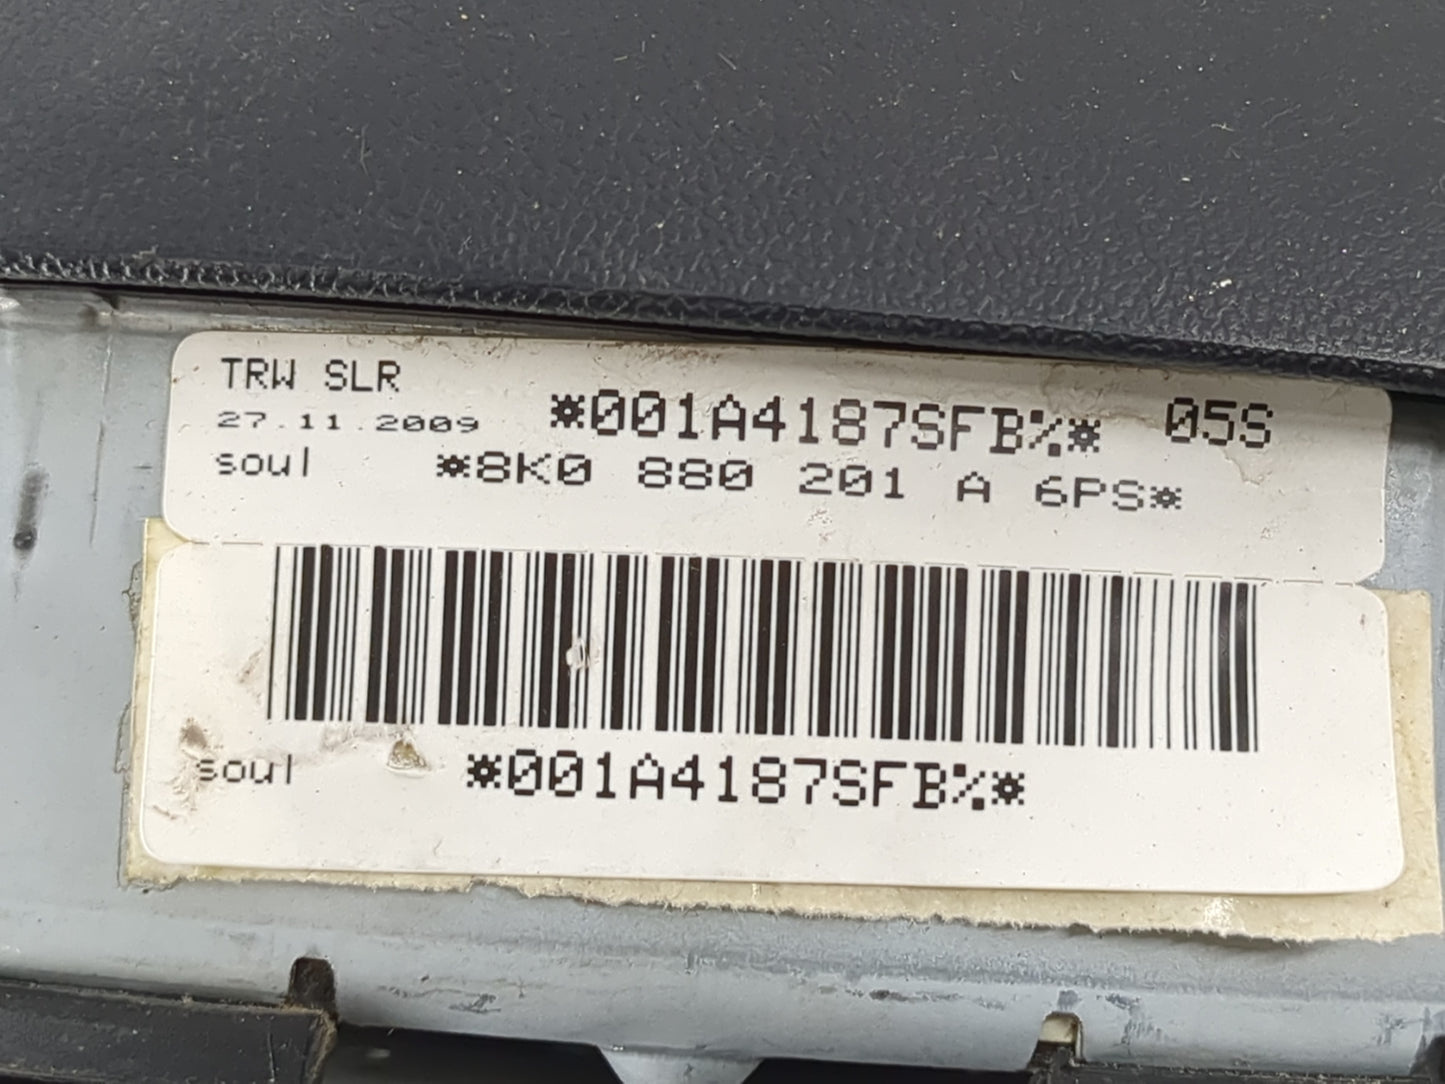 TRW SLR
*001A4187SFB%* 05S
27.11.2009
soul *8K0 880 201 A 6PS*
soul *001A4187SFB%*